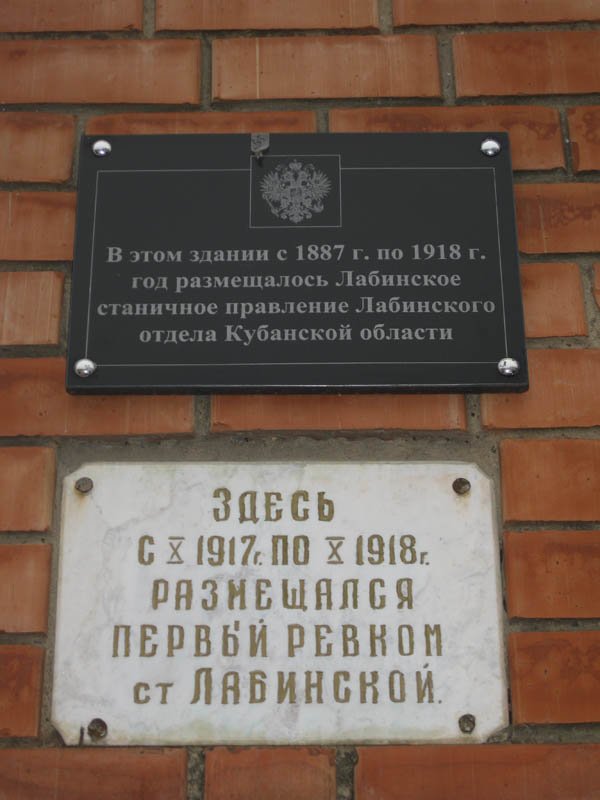 В этом здании с 1887 г. по 1918 г.
год размещалось Лабинское
станичное правление Лабинского
отдела Кубанской области
ЗДЕСЬ
С X 1917г. ПО X 1918г.
РАЗМЕЩАЛСЯ
ПЕРВЫЙ РЕВКОМ
СТ ЛАБИНСКОЙ.